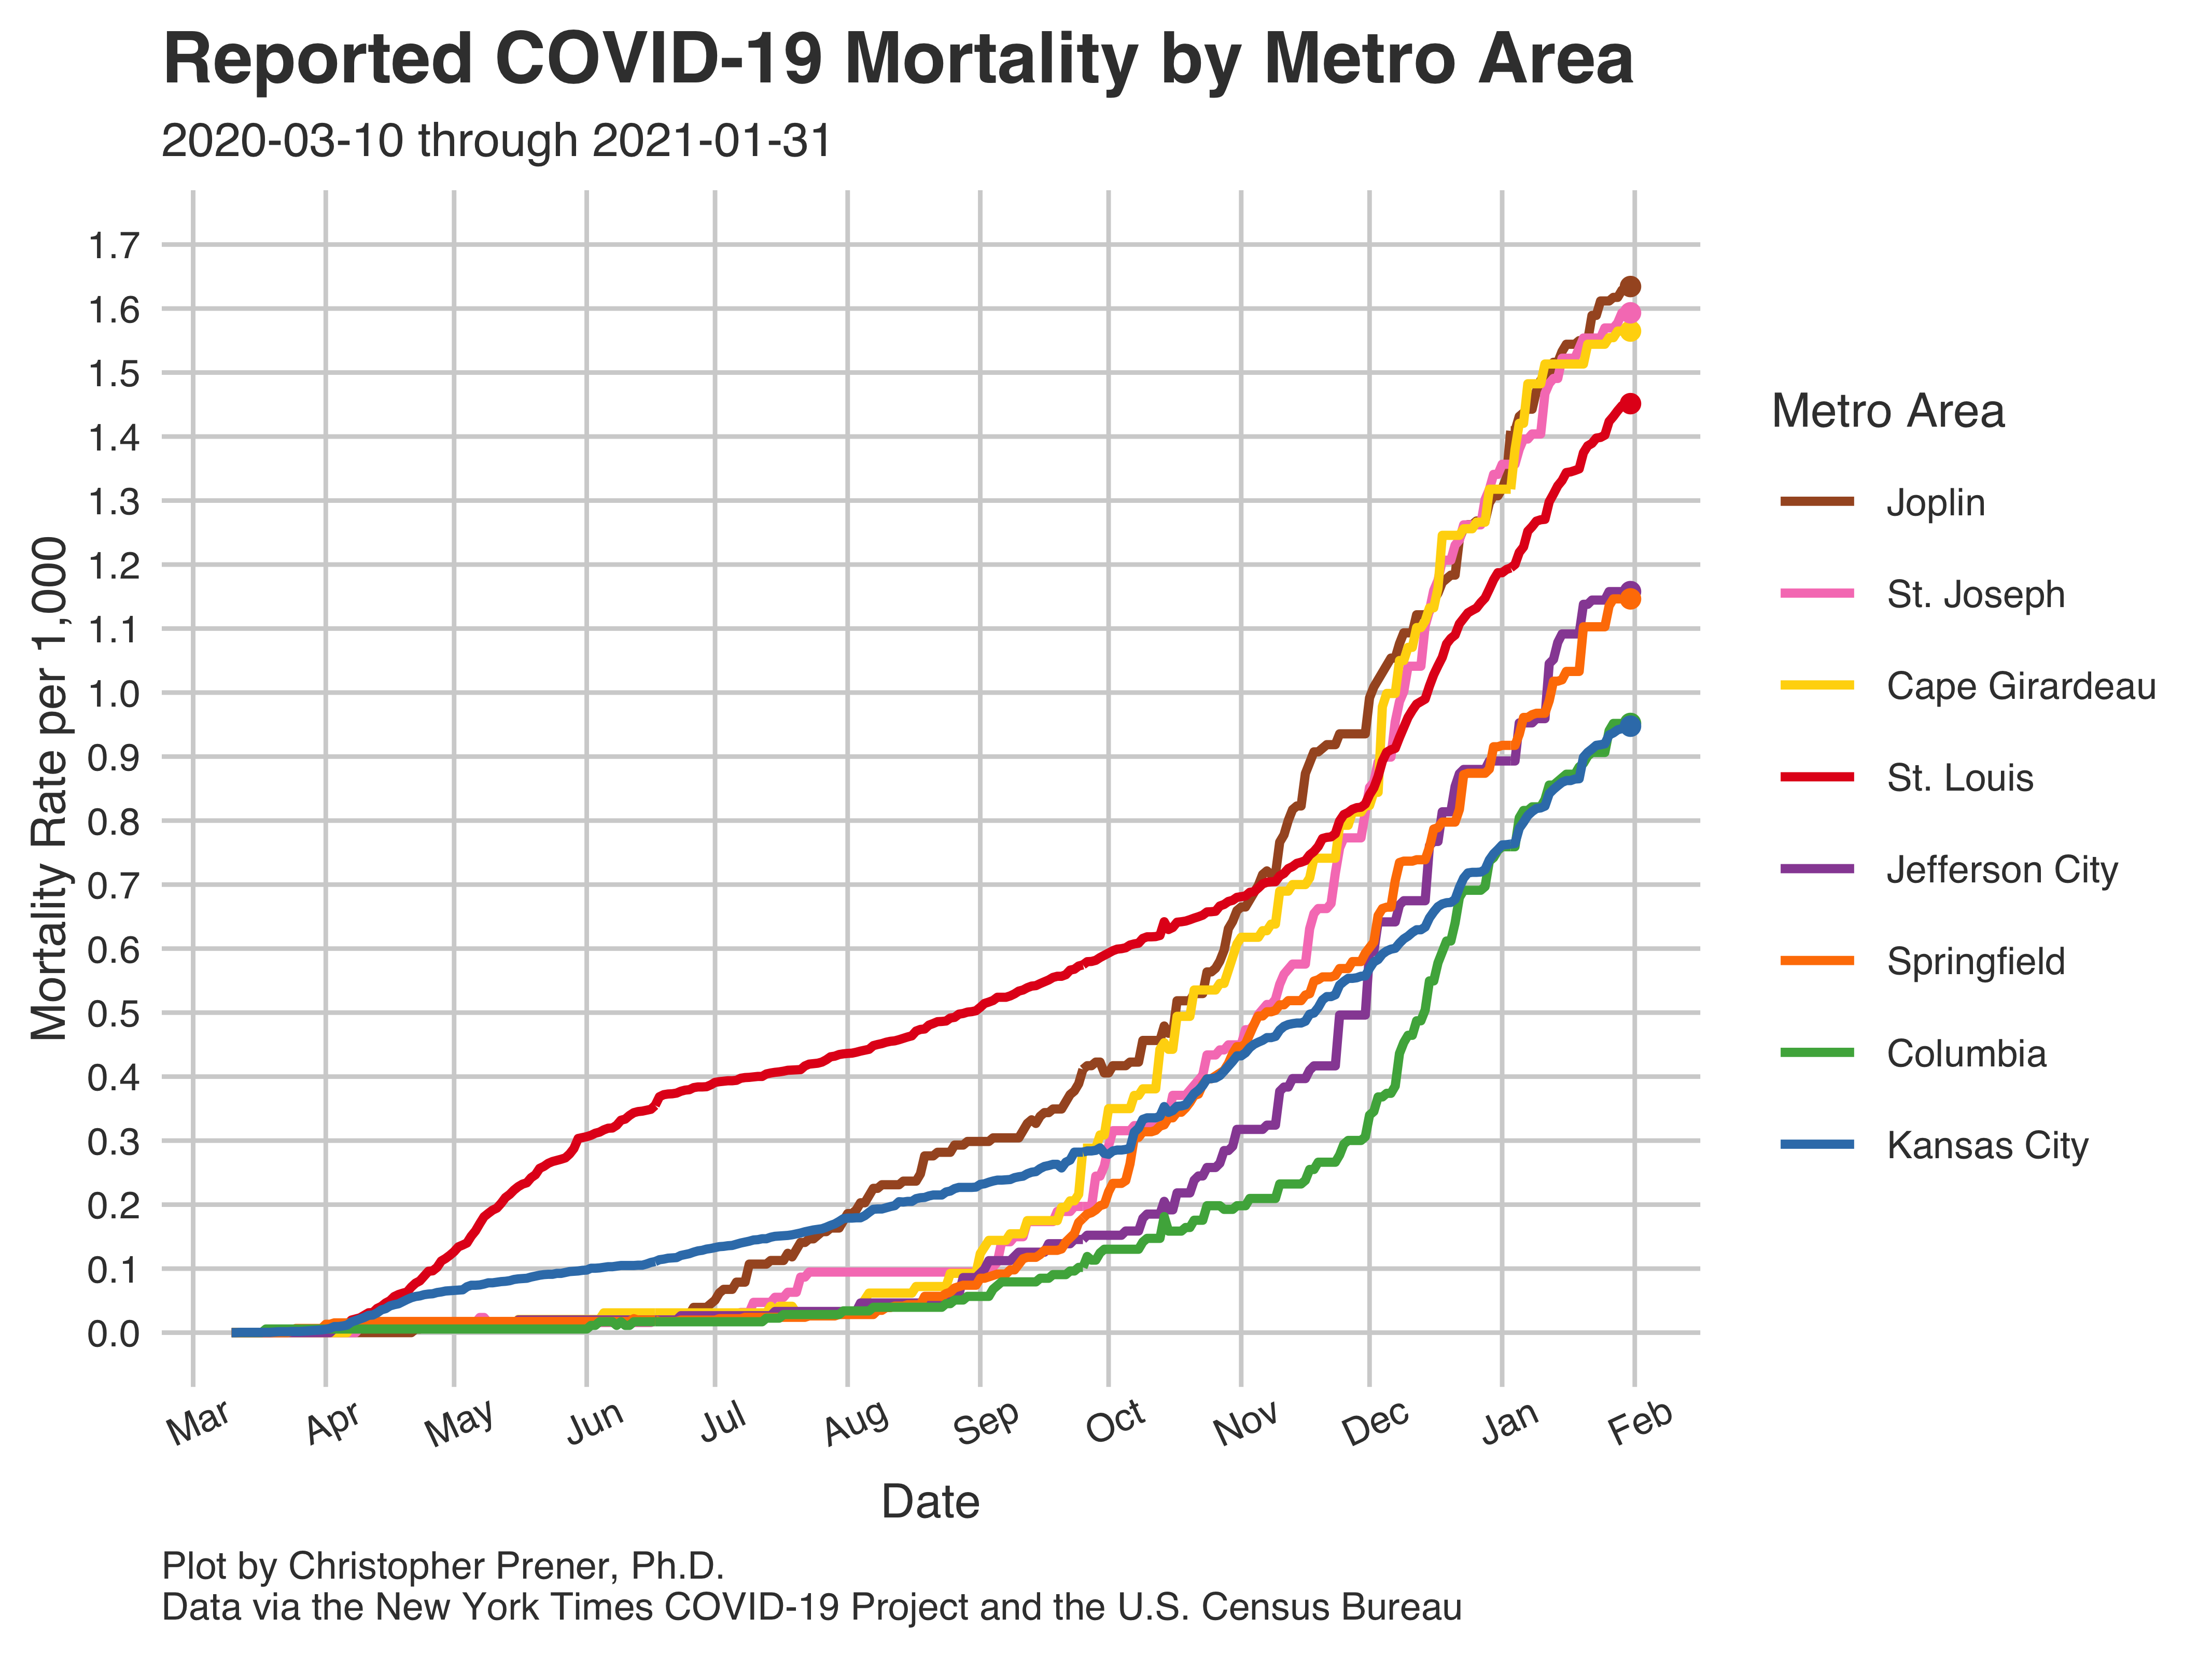 Reported COVID-19 Mortality by Metro Area
2020-03-10 through 2021-01-31
Mortality Rate per 1,000
1.7
1.6
1.5
1.4
1.3
1.2
1.1
1.0
0.9
0.8
0.7
0.6
0.5
0.4
0.3
0.2
0.1
0.0
Mar Apr May Jun Jul Aug Sep Oct Nov Dec Jan Feb
Date
Metro Area
Joplin
St. Joseph
Cape Girardeau
St. Louis
Jefferson City
Springfield
Columbia
Kansas City
Plot by Christopher Prener, Ph.D.
Data via the New York Times COVID-19 Project and the U.S. Census Bureau